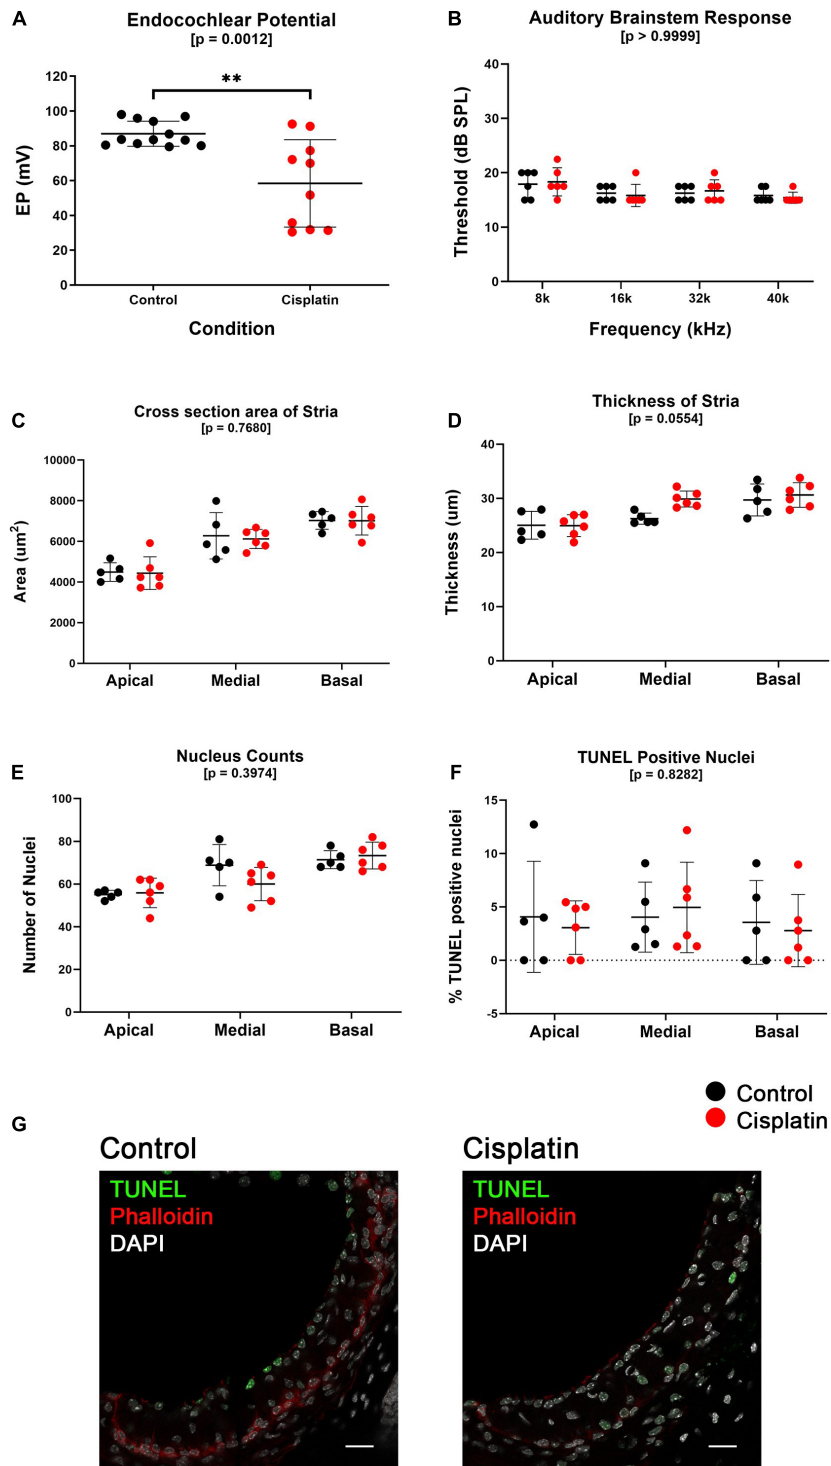 A
Endocochlear Potential
[p = 0.0012]
**
120
100
80
60
40
20
0
EP (mV)
Control
Cisplatin
Condition
B
Auditory Brainstem Response
[p > 0.9999]
40
30
20
10
0
Threshold (dB SPL)
8k
16k
32k
40k
Frequency (kHz)
C
Cross section area of Stria
[p = 0.7680]
10000
8000
6000
4000
2000
0
Area (um²)
Apical
Medial
Basal
D
Thickness of Stria
[p = 0.0554]
40
30
20
10
0
Thickness (um)
Apical
Medial
Basal
E
Nucleus Counts
[p = 0.3974]
100
80
60
40
20
0
Number of Nuclei
Apical
Medial
Basal
F
TUNEL Positive Nuclei
[p = 0.8282]
15
10
5
0
-5
% TUNEL positive nuclei
Apical
Medial
Basal
Control
Cisplatin
G
Control
TUNEL
Phalloidin
DAPI
Cisplatin
TUNEL
Phalloidin
DAPI